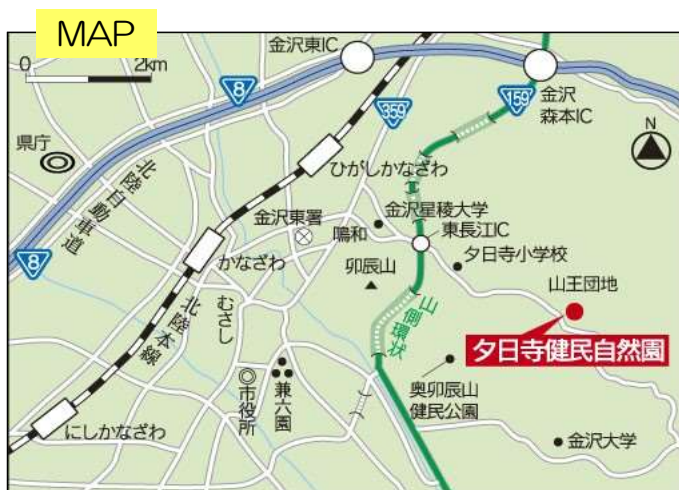 MAP
0 2km
金沢東IC
8
359
159
金沢
森本IC
N
県庁
北陸自動車道
ひがしかなざわ
金沢東署
鳴和
金沢星稜大学
東長江IC
夕日寺小学校
8
かなざわ
北陸本線
むさし
卯辰山
山側環状
山王団地
夕日寺健民自然園
市役所
兼六園
奥卯辰山
健民公園
にしかなざわ
金沢大学